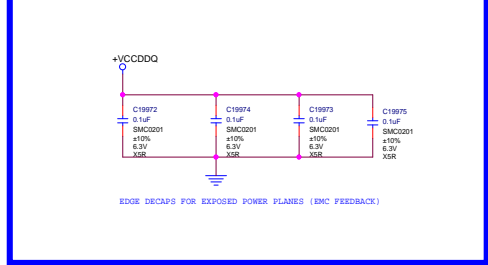 +VCCDDQ
C19972
0.1uF
SMC0201
±10%
6.3V
X5R
C19974
0.1uF
SMC0201
±10%
6.3V
X5R
C19973
0.1uF
SMC0201
±10%
6.3V
X5R
C19975
0.1uF
SMC0201
±10%
6.3V
X5R
EDGE DECAPS FOR EXPOSED POWER PLANES (EMC FEEDBACK)